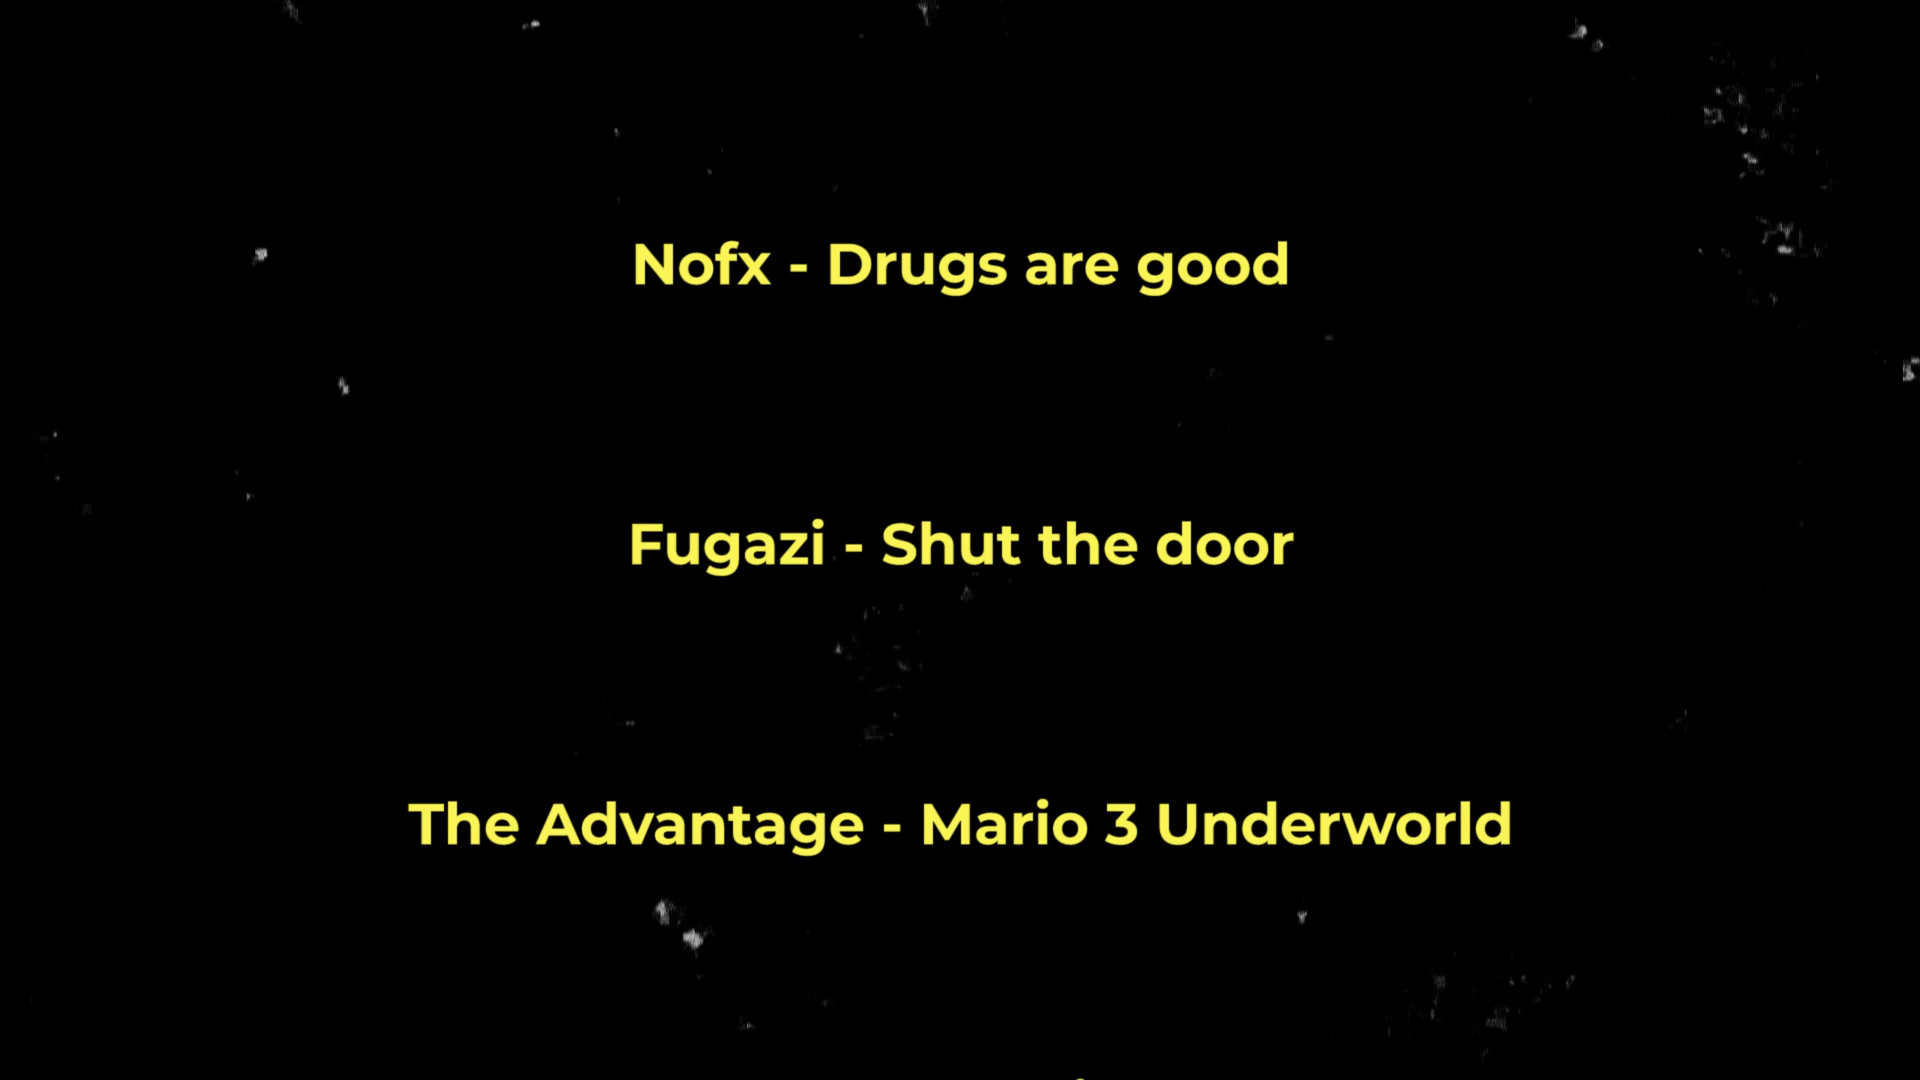 Nofx - Drugs are good
Fugazi - Shut the door
The Advantage - Mario 3 Underworld